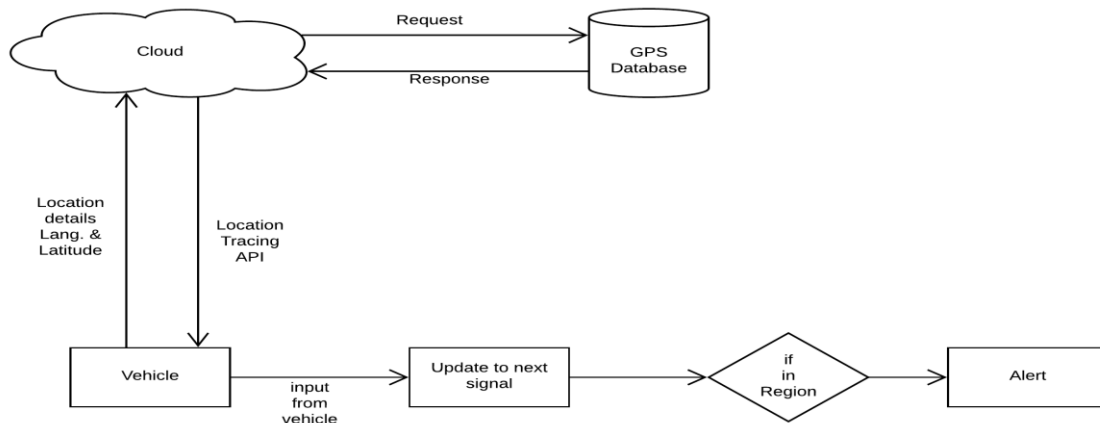 Request
Cloud
GPS
Database
Response
Location
details
Lang. &
Latitude
Location
Tracing
API
Vehicle
input
from
vehicle
Update to next
signal
if
in
Region
Alert